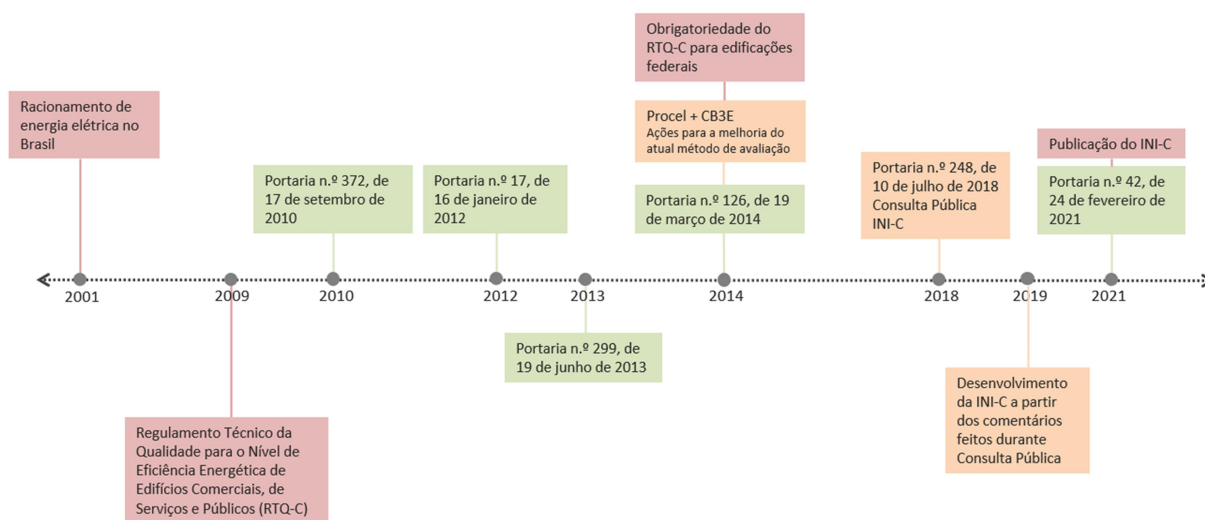 Racionamento de
energia elétrica no
Brasil
Regulamento Técnico da
Qualidade para o Nível de
Eficiência Energética de
Edifícios Comerciais, de
Serviços e Públicos (RTQ-C)
Portaria n.º 372, de
17 de setembro de
2010
Portaria n.º 17, de
16 de janeiro de
2012
Portaria n.º 299, de
19 de junho de 2013
Obrigatoriedade do
RTQ-C para edificações
federais
Procel + CB3E
Ações para a melhoria do
atual método de avaliação
Portaria n.º 126, de 19
de março de 2014
Portaria n.º 248, de
10 de julho de 2018
Consulta Pública
INI-C
Desenvolvimento
da INI-C a partir
dos comentários
feitos durante
Consulta Pública
Publicação do INI-C
Portaria n.º 42, de
24 de fevereiro de
2021
2001
2009
2010
2012
2013
2014
2018
2019
2021